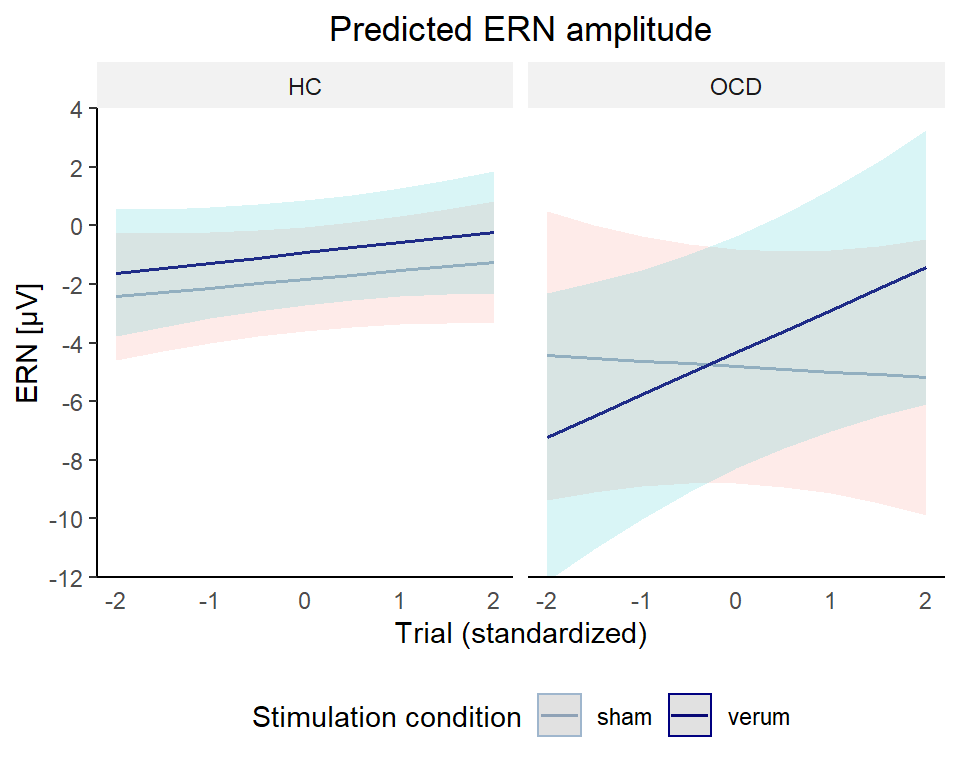 Predicted ERN amplitude
HC
OCD
ERN [µV]
4
2
0
-2
-4
-6
-8
-10
-12
-2 -1 0 1 2
-2 -1 0 1 2
Trial (standardized)
Stimulation condition sham verum